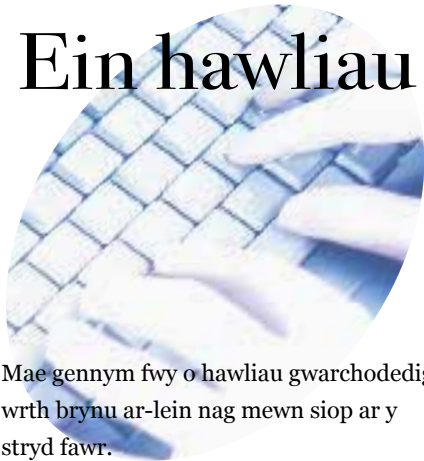 Ein hawliau
Mae gennym fwy o hawliau gwarchodedig
wrth brynu ar-lein nag mewn siop ar y
stryd fawr.